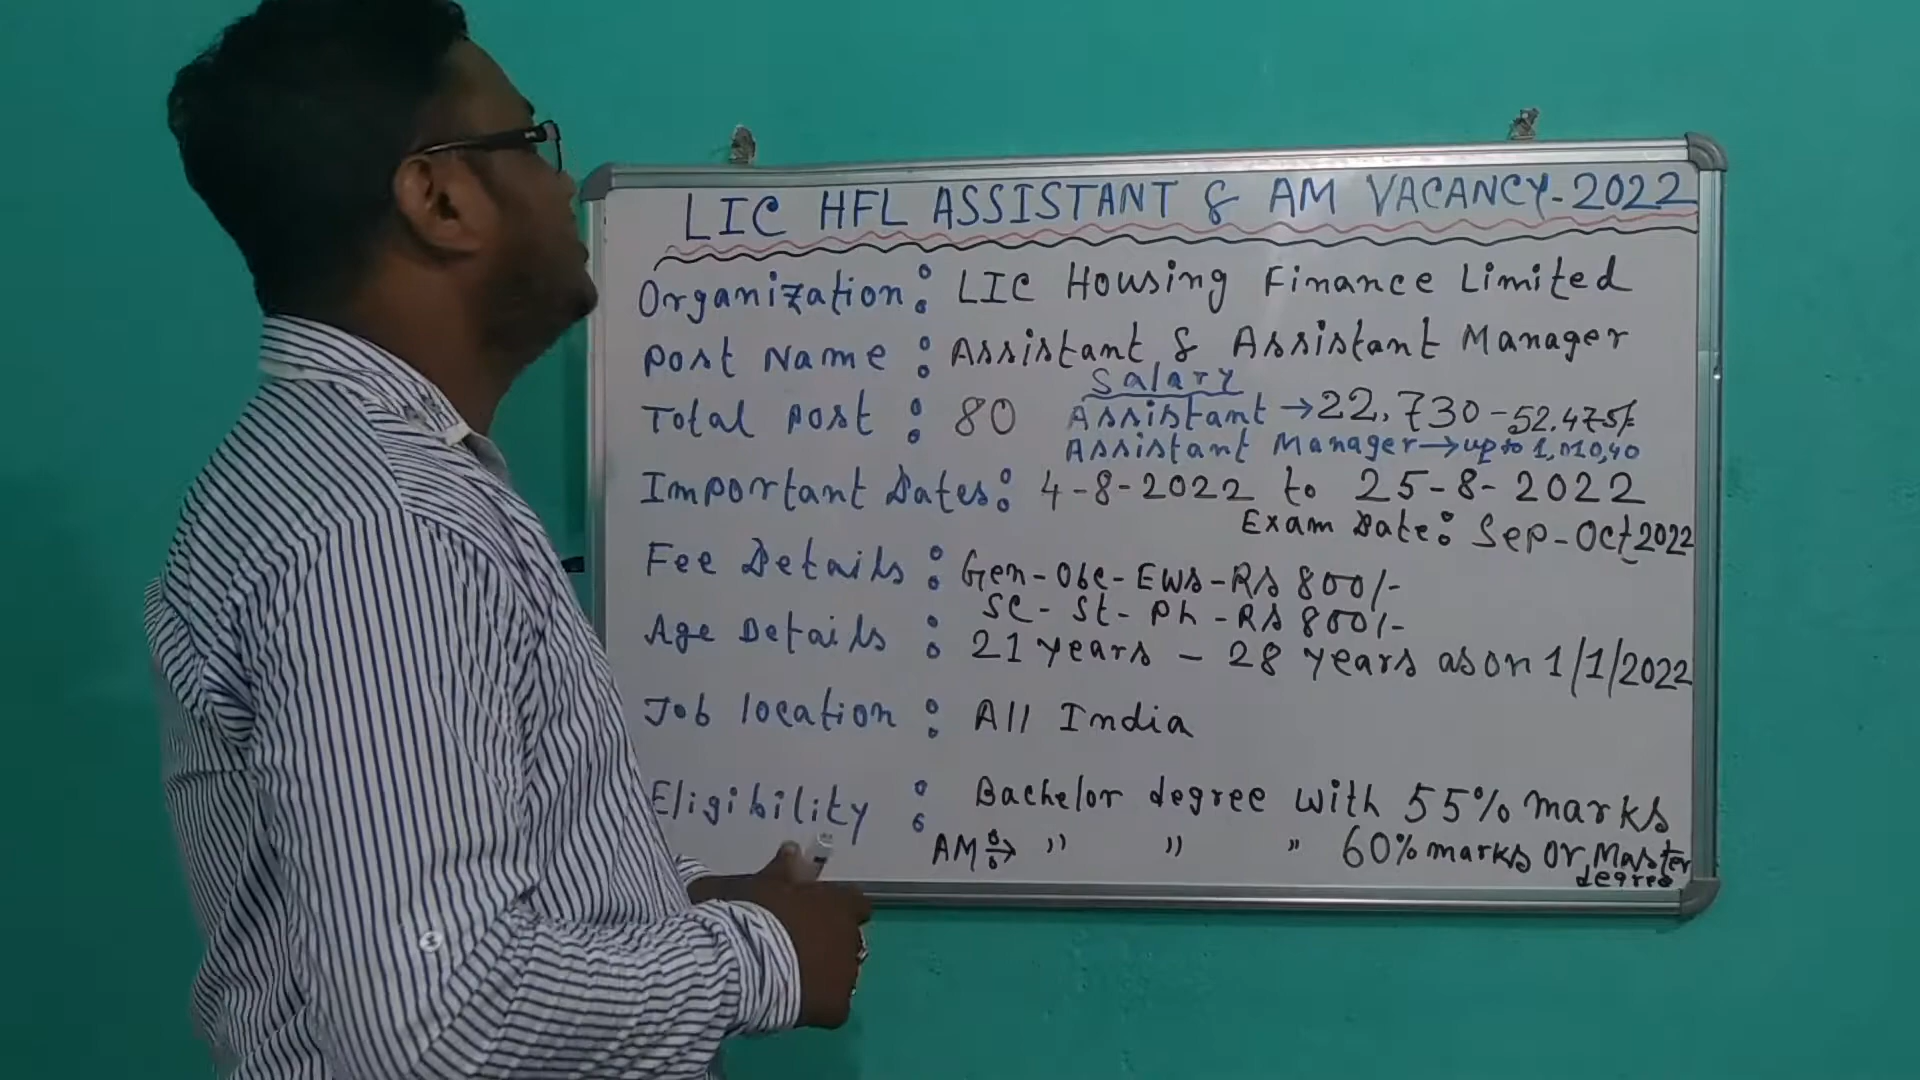 LIC HFL ASSISTANT & AM VACANCY-2022
Organization: LIC Housing Finance Limited
Post Name : Assistant & Assistant Manager
Salary
Total post : 80 Assistant → 22,730 - 52.475/-
Assistant Manager → up to 1,010,40
Important Dates: 4-8-2022 to 25-8-2022
Exam Date: Sep-Oct 2022
Fee Details : Gen-Obc-EWS-RS 800/-
SC - St - Ph - RS 800/-
Age Details : 21 years - 28 years as on 1/1/2022
Job location : All India
Eligibility : Bachelor degree with 55% marks
AM:→ '' '' '' 60% marks or Master
degree